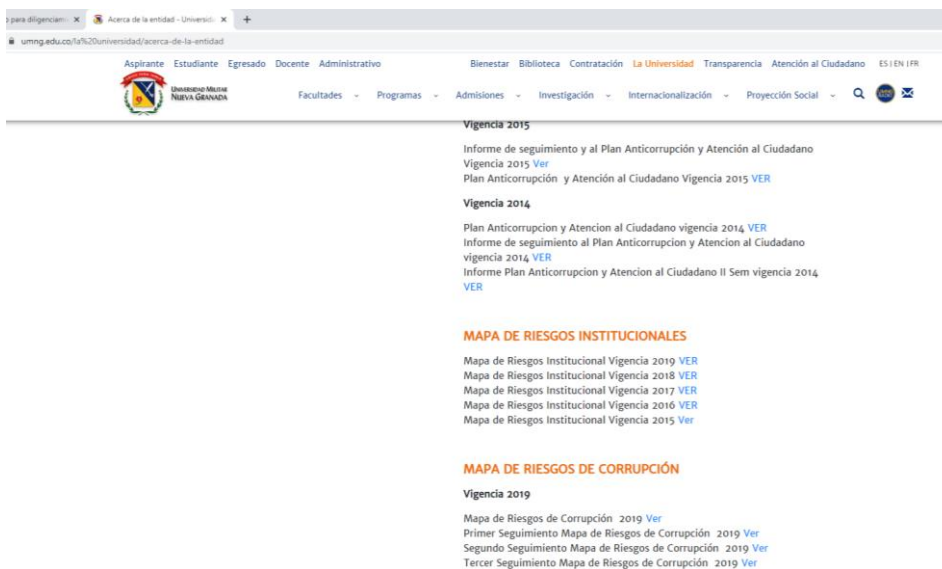 o para diligenciam
Acerca de la entidad - Universid
umng.edu.co/la%20universidad/acerca-de-la-entidad
Aspirante Estudiante Egresado Docente Administrativo Bienestar Biblioteca Contratación La Universidad Transparencia Atención al Ciudadano ES | EN | FR
UNIVERSIDAD MILITAR
NUEVA GRANADA
Facultades Programas Admisiones Investigación Internacionalización Proyección Social
Vigencia 2015
Informe de seguimiento y al Plan Anticorrupción y Atención al Ciudadano
Vigencia 2015 Ver
Plan Anticorrupción y Atención al Ciudadano Vigencia 2015 VER
Vigencia 2014
Plan Anticorrupcion y Atencion al Ciudadano vigencia 2014 VER
Informe de seguimiento al Plan Anticorrupcion y Atencion al Ciudadano
vigencia 2014 VER
Informe Plan Anticorrupcion y Atencion al Ciudadano II Sem vigencia 2014
VER
MAPA DE RIESGOS INSTITUCIONALES
Mapa de Riesgos Institucional Vigencia 2019 VER
Mapa de Riesgos Institucional Vigencia 2018 VER
Mapa de Riesgos Institucional Vigencia 2017 VER
Mapa de Riesgos Institucional Vigencia 2016 VER
Mapa de Riesgos Institucional Vigencia 2015 Ver
MAPA DE RIESGOS DE CORRUPCIÓN
Vigencia 2019
Mapa de Riesgos de Corrupción 2019 Ver
Primer Seguimiento Mapa de Riesgos de Corrupción 2019 Ver
Segundo Seguimiento Mapa de Riesgos de Corrupción 2019 Ver
Tercer Seguimiento Mapa de Riesgos de Corrupción 2019 Ver